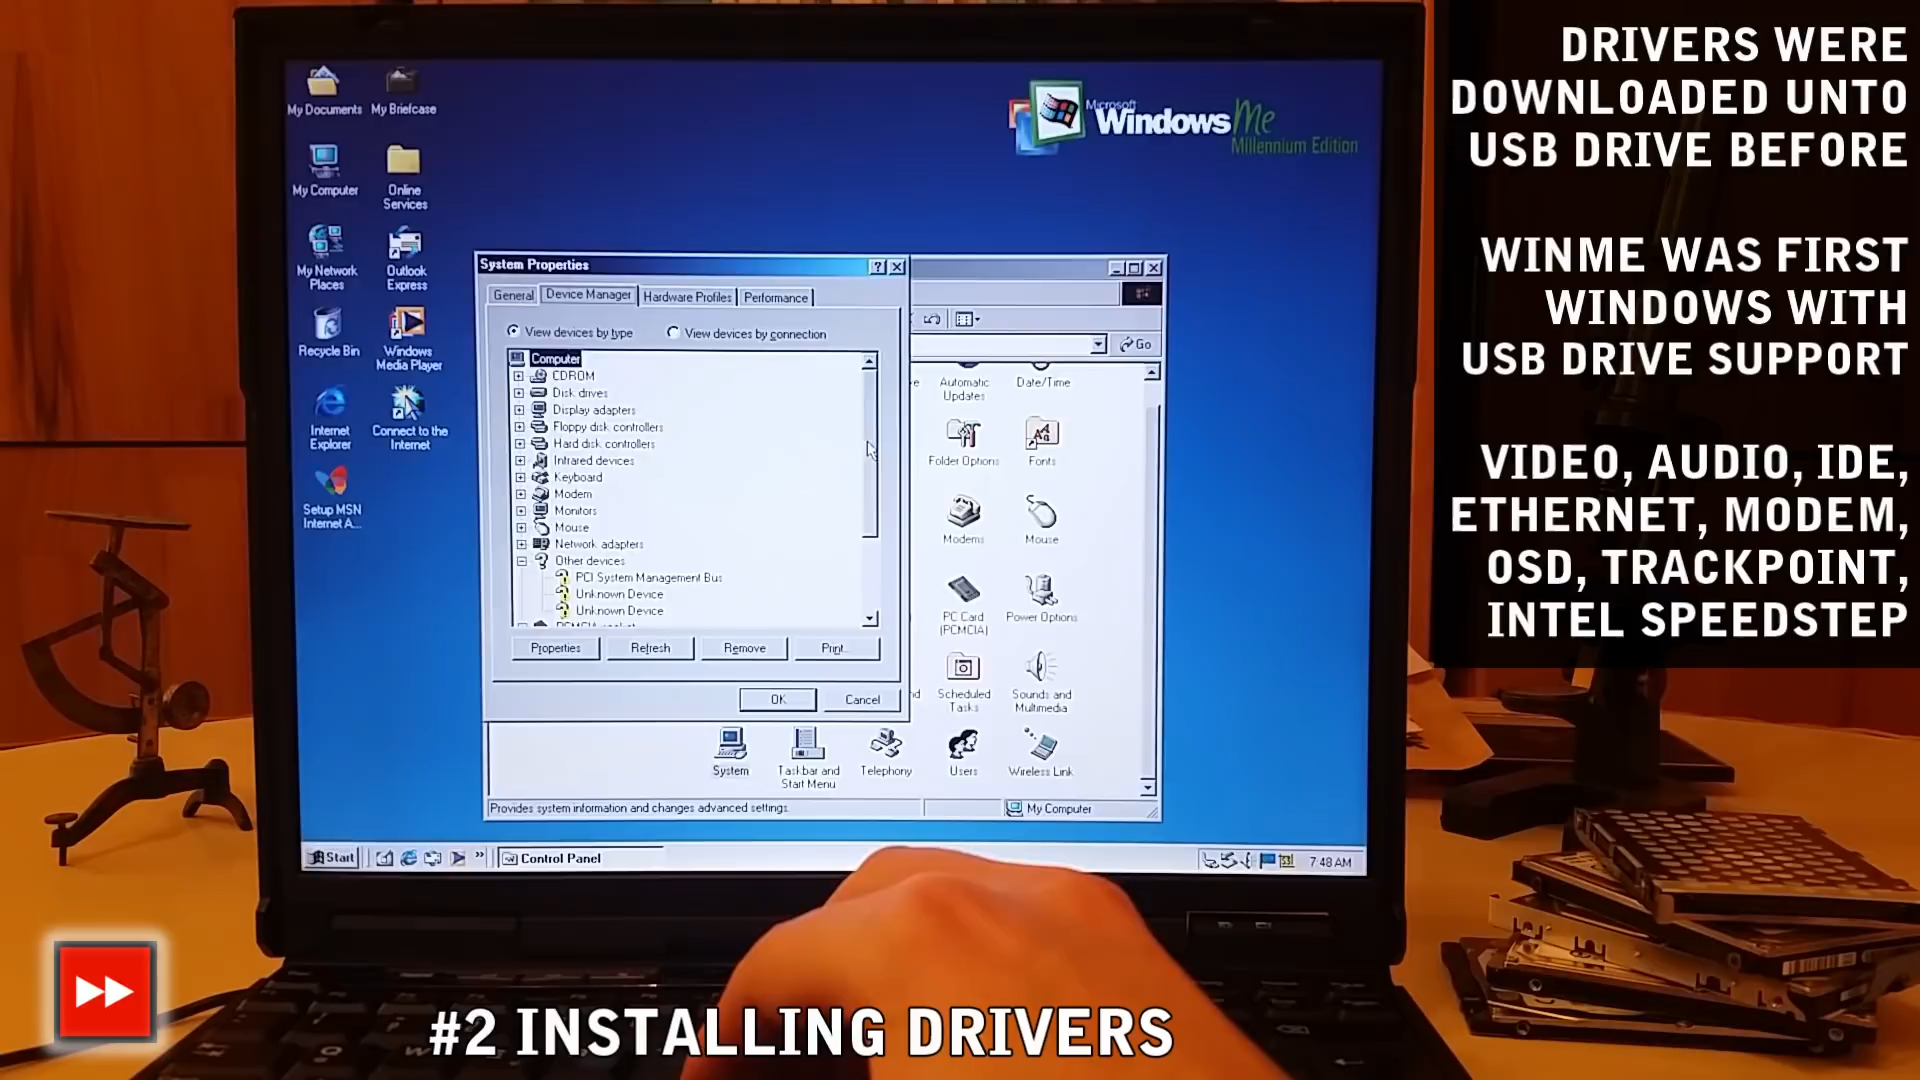 DRIVERS WERE
DOWNLOADED UNTO
USB DRIVE BEFORE
WINME WAS FIRST
WINDOWS WITH
USB DRIVE SUPPORT
VIDEO, AUDIO, IDE,
ETHERNET, MODEM,
OSD, TRACKPOINT,
INTEL SPEEDSTEP
My Documents
My Briefcase
My Computer
Online
Services
My Network
Places
Outlook
Express
Recycle Bin
Windows
Media Player
Internet
Explorer
Connect to the
Internet
Setup MSN
Internet A...
Microsoft
Windows Me
Millennium Edition
System Properties
General
Device Manager
Hardware Profiles
Performance
View devices by type
View devices by connection
Computer
CDROM
Disk drives
Display adapters
Floppy disk controllers
Hard disk controllers
Infrared devices
Keyboard
Modem
Monitors
Mouse
Network adapters
Other devices
PCI System Management Bus
Unknown Device
Unknown Device
Properties
Refresh
Remove
Print...
OK
Cancel
Go
Automatic
Updates
Date/Time
Folder Options
Fonts
Modems
Mouse
PC Card
(PCMCIA)
Power Options
Scheduled
Tasks
Sounds and
Multimedia
System
Taskbar and
Start Menu
Telephony
Users
Wireless Link
Provides system information and changes advanced settings.
My Computer
Start
Control Panel
7:48 AM
#2 INSTALLING DRIVERS